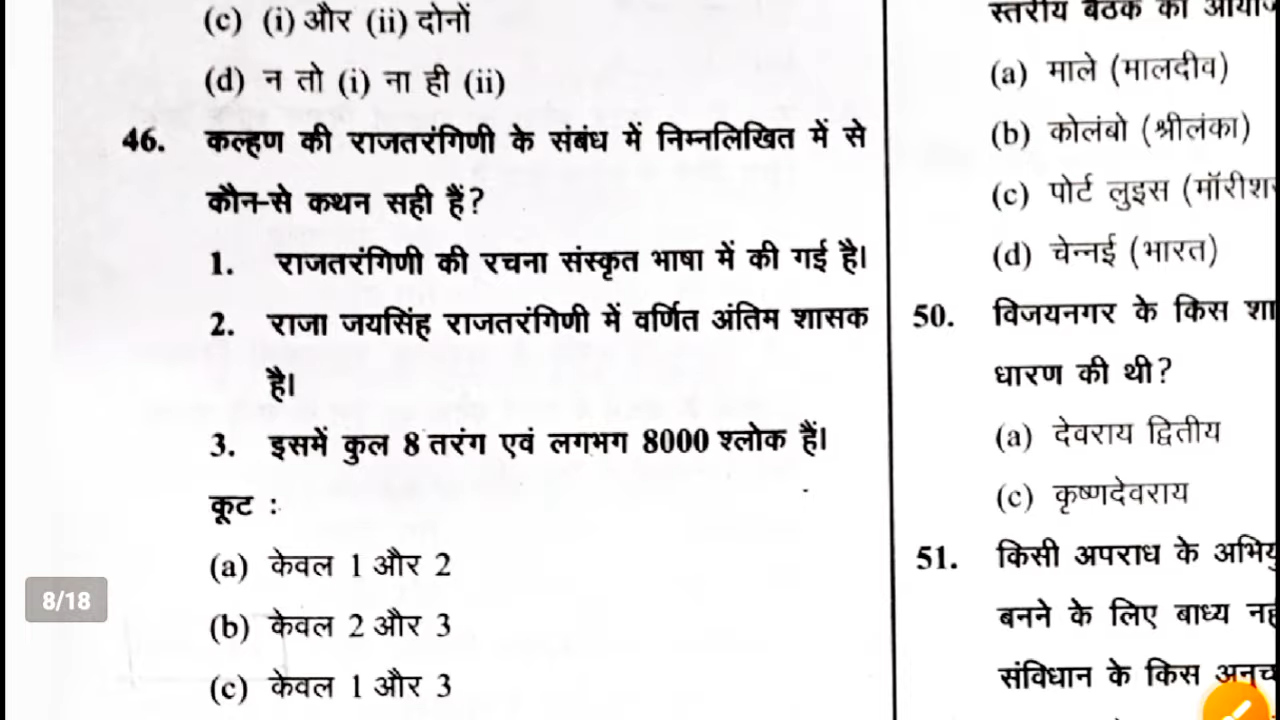 (c) (i) और (ii) दोनों
(d) न तो (i) ना ही (ii)
46. कल्हण की राजतरंगिणी के संबंध में निम्नलिखित में से
कौन-से कथन सही हैं?
1. राजतरंगिणी की रचना संस्कृत भाषा में की गई है।
2. राजा जयसिंह राजतरंगिणी में वर्णित अंतिम शासक
है।
3. इसमें कुल 8 तरंग एवं लगभग 8000 श्लोक हैं।
कूट :
(a) केवल 1 और 2
(b) केवल 2 और 3
(c) केवल 1 और 3
8/18
स्तरीय बैठक का
(a) माले (मालदीव)
(b) कोलंबो (श्रीलंका)
(c) पोर्ट लुइस
(d) चेन्नई (भारत)
50. विजयनगर के किस
धारण की थी?
(a) देवराय द्वितीय
(c) कृष्णदेवराय
51. किसी अपराध के
बनने के लिए बाध्य
संविधान के किस